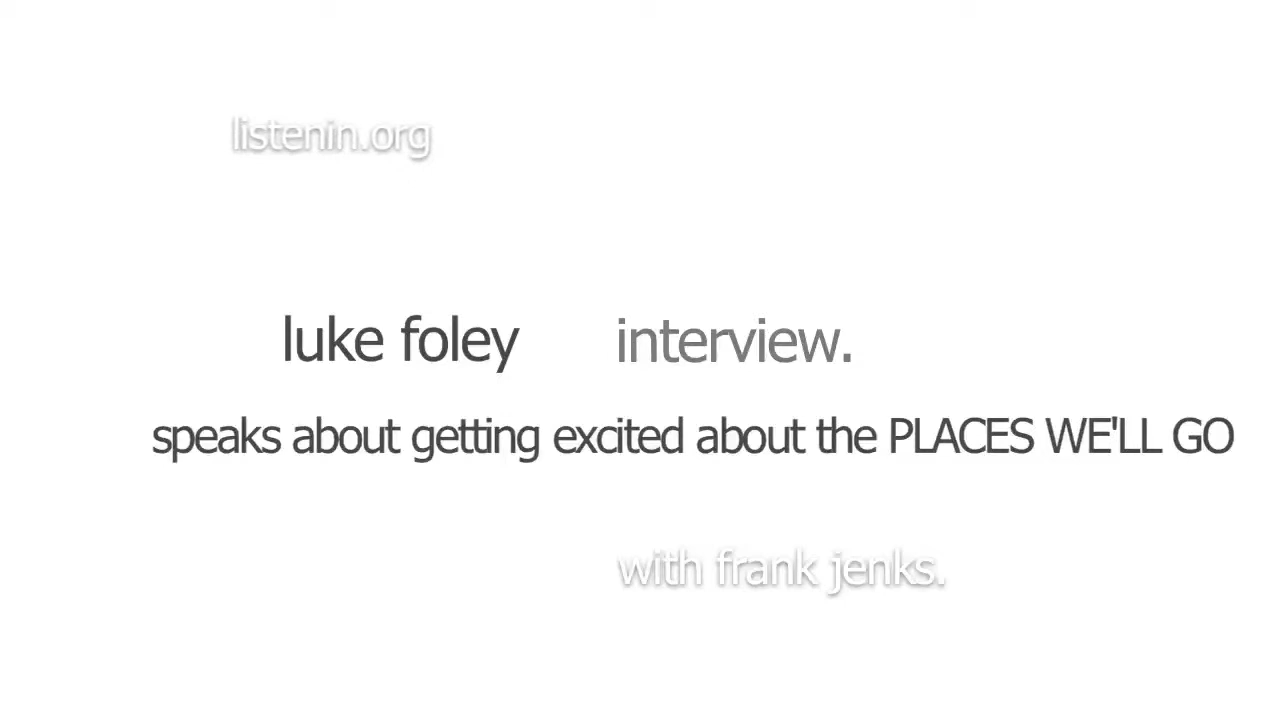 listenin.org
luke foley interview.
speaks about getting excited about the PLACES WE'LL GO
with frank jenks.